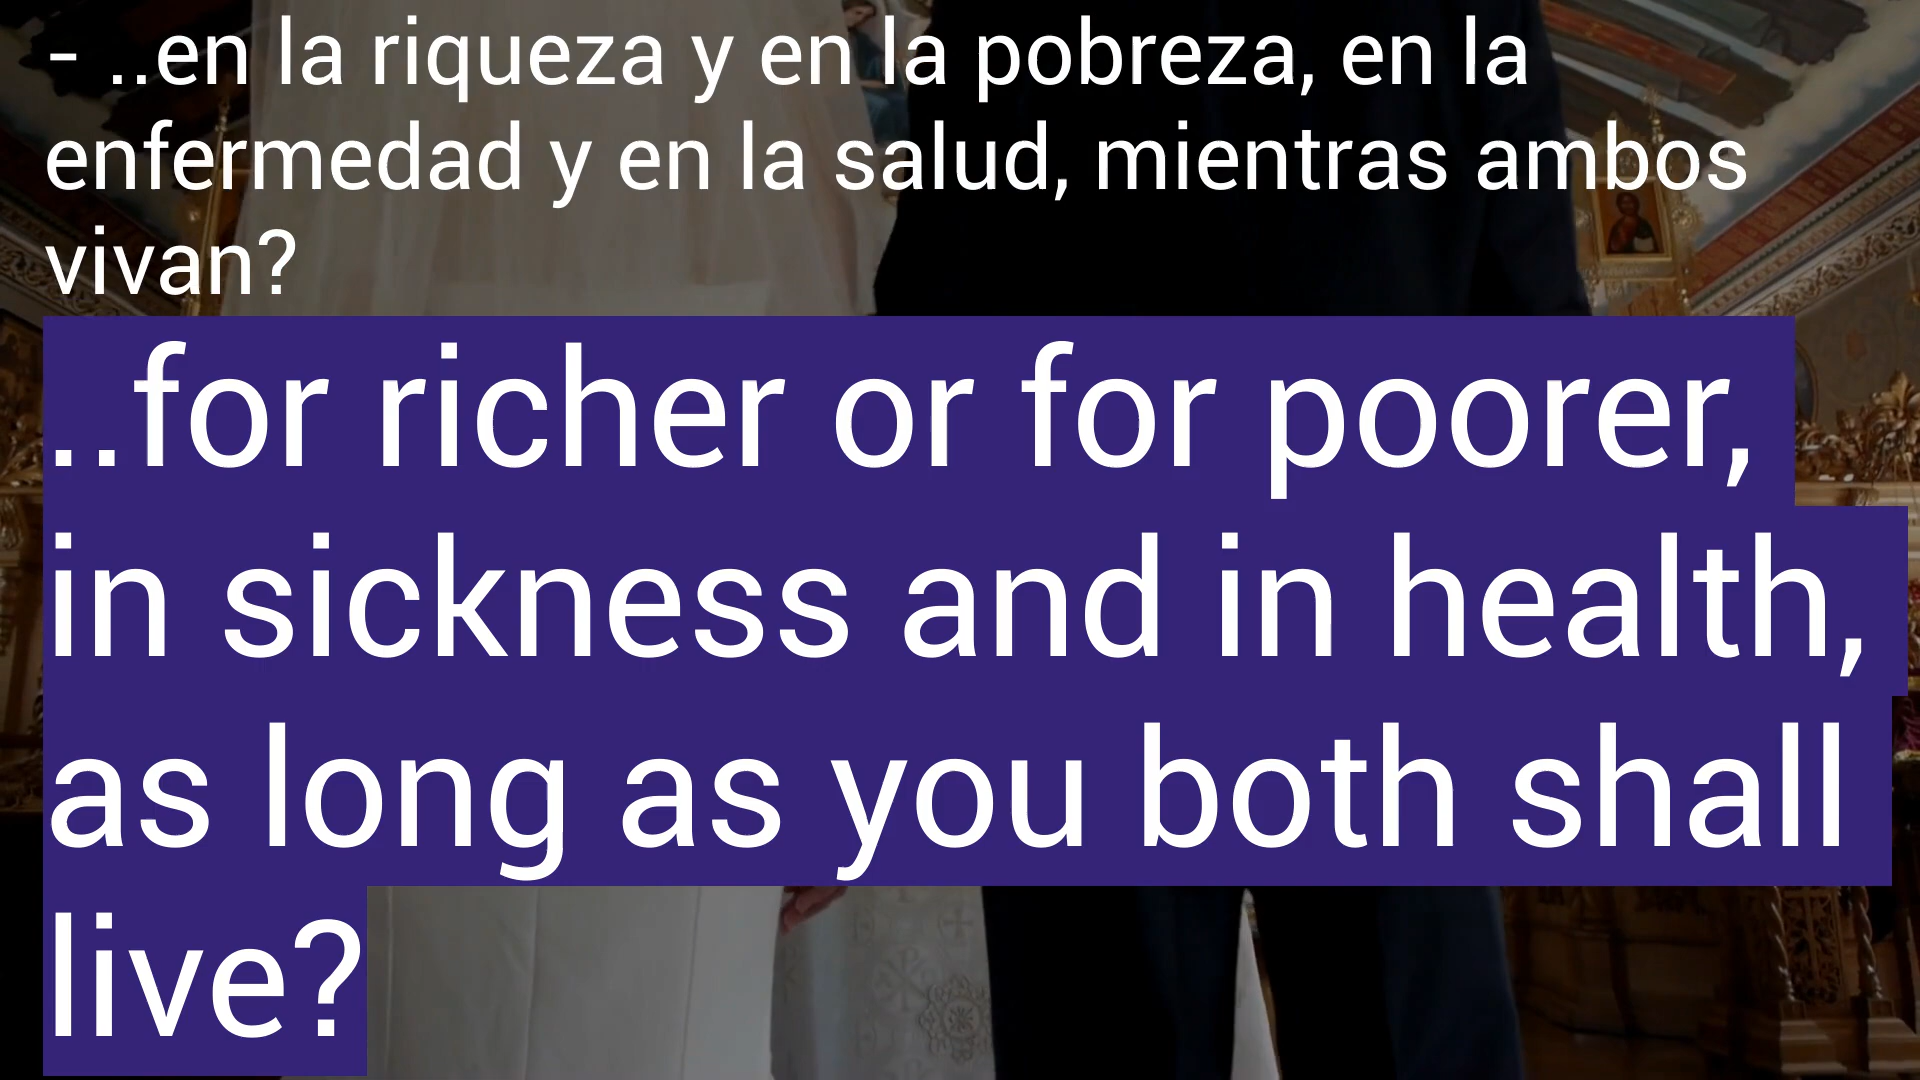 - ..en la riqueza y en la pobreza, en la
enfermedad y en la salud, mientras ambos
vivan?
..for richer or for poorer,
in sickness and in health,
as long as you both shall
live?